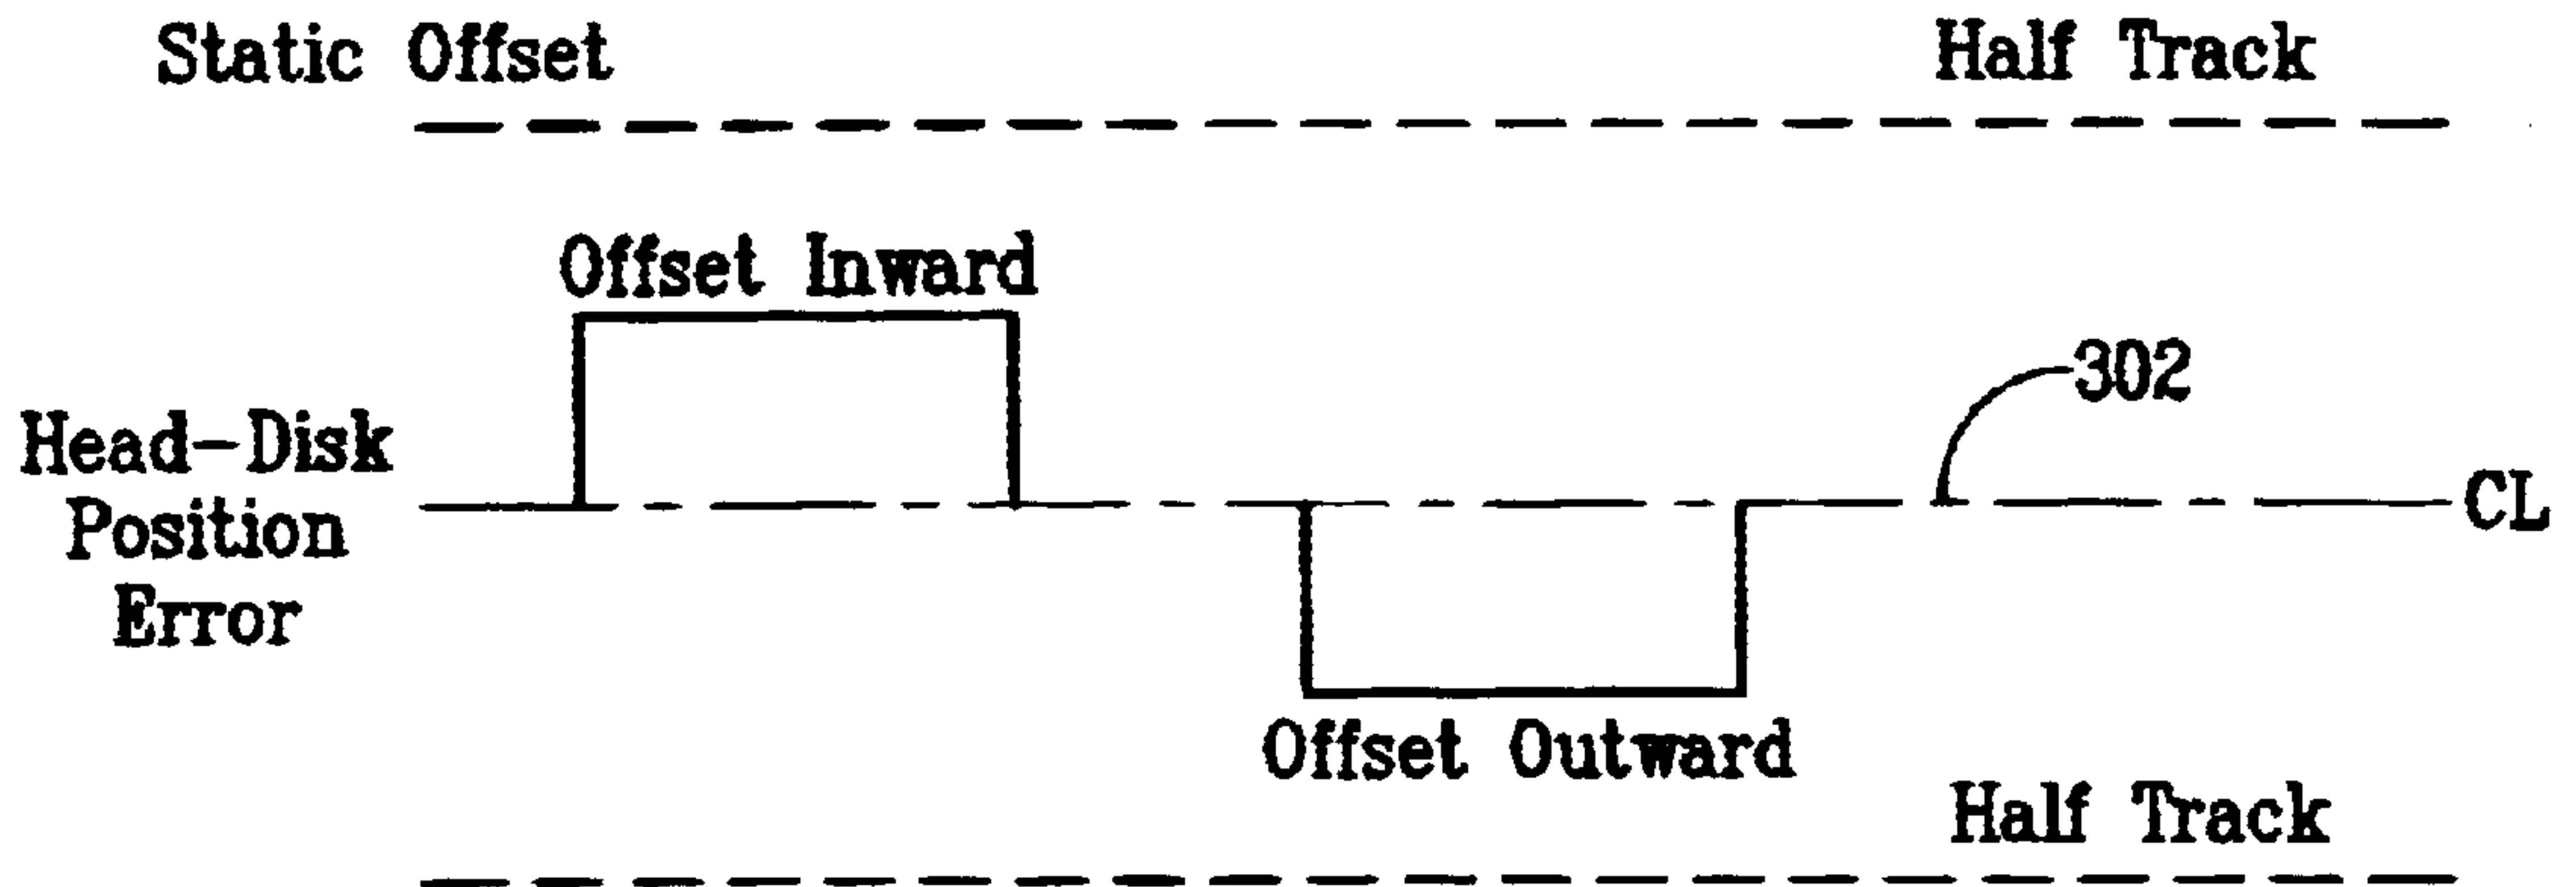 Static Offset
Half Track
Offset Inward
302
Head-Disk
Position
Error
CL
Offset Outward
Half Track